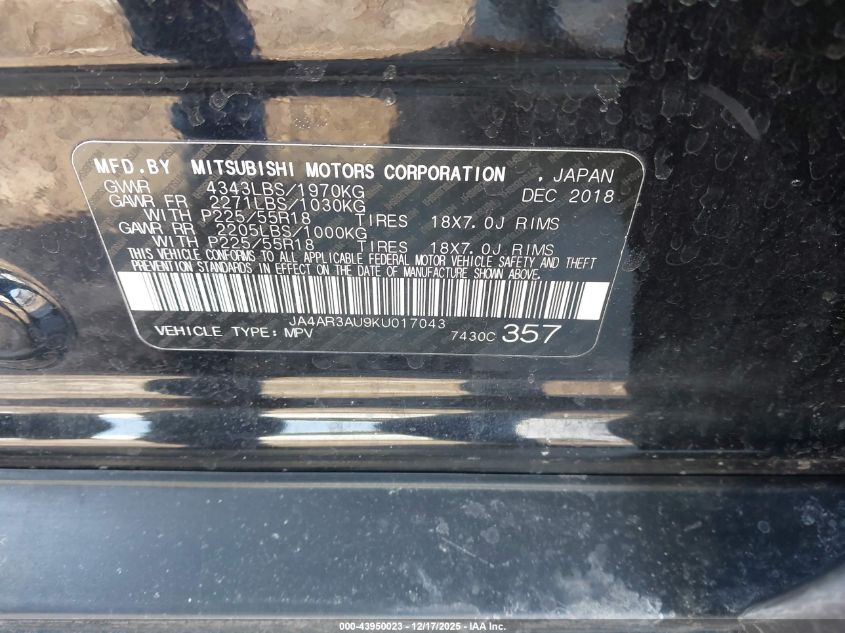 MFD.BY MITSUBISHI MOTORS CORPORATION , JAPAN
GVWR 4343LBS/1970KG DEC 2018
GAWR FR 2271LBS/1030KG
WITH P225/55R18 TIRES 18X7.0J RIMS
GAWR RR 2205LBS/1000KG
WITH P225/55R18 TIRES 18X7.0J RIMS
THIS VEHICLE CONFORMS TO ALL APPLICABLE FEDERAL MOTOR VEHICLE SAFETY AND THEFT
PREVENTION STANDARDS IN EFFECT ON THE DATE OF MANUFACTURE SHOWN ABOVE.
JA4AR3AU9KU017043
VEHICLE TYPE: MPV 7430C 357
000-43950023 - 12/17/2025 - IAA Inc.